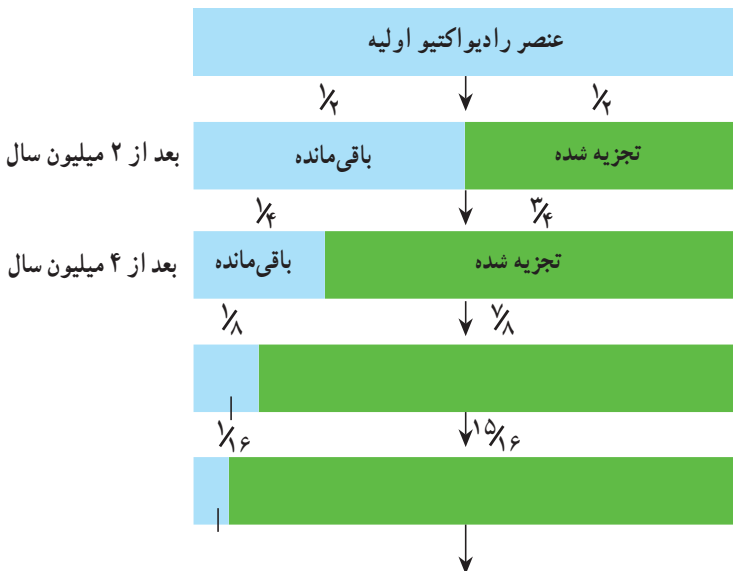 عنصر رادیواکتیو اولیه
۱/۲ ۱/۲
تجزیه شده باقی‌مانده بعد از ۲ میلیون سال
۳/۴ ۱/۴
تجزیه شده باقی‌مانده بعد از ۴ میلیون سال
۷/۸ ۱/۸
۱۵/۱۶ ۱/۱۶